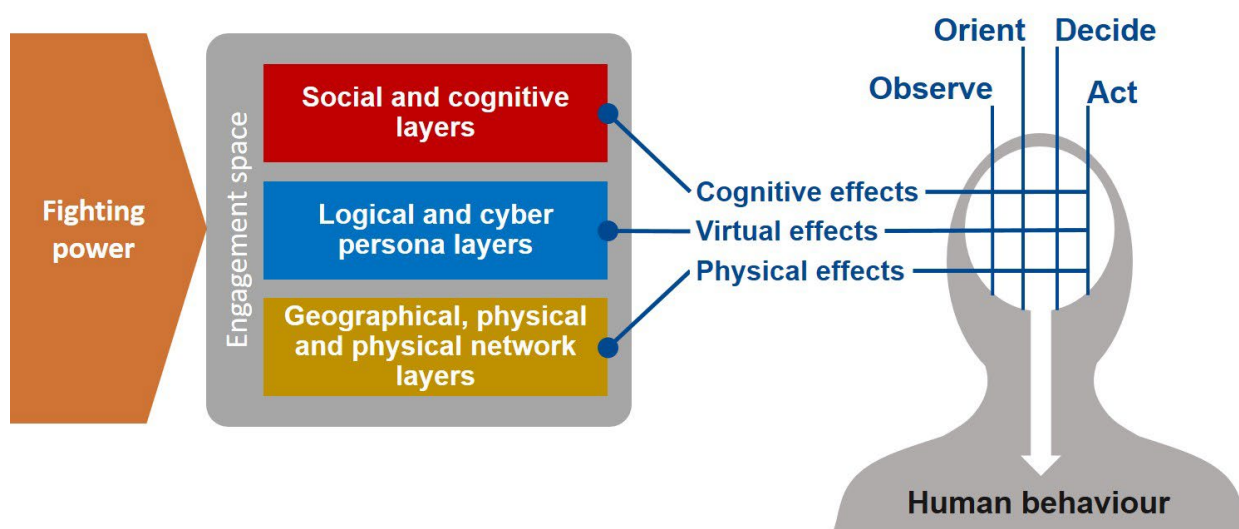 Fighting
power
Engagement space
Social and cognitive
layers
Logical and cyber
persona layers
Geographical, physical
and physical network
layers
Cognitive effects
Virtual effects
Physical effects
Orient
Decide
Observe
Act
Human behaviour